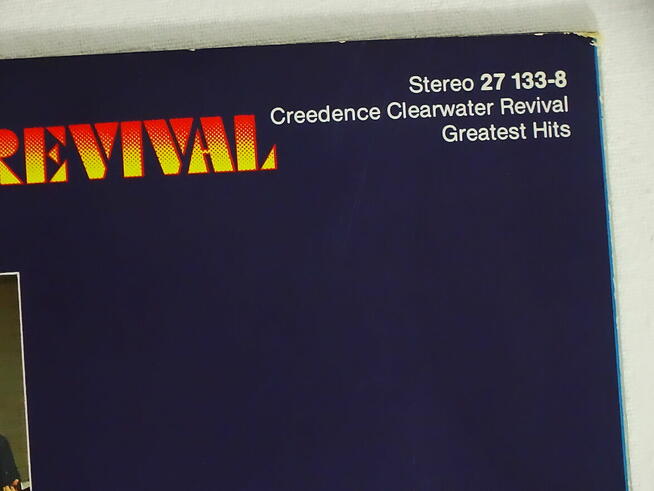 Stereo 27 133-8
Creedence Clearwater Revival
Greatest Hits
REVIVAL